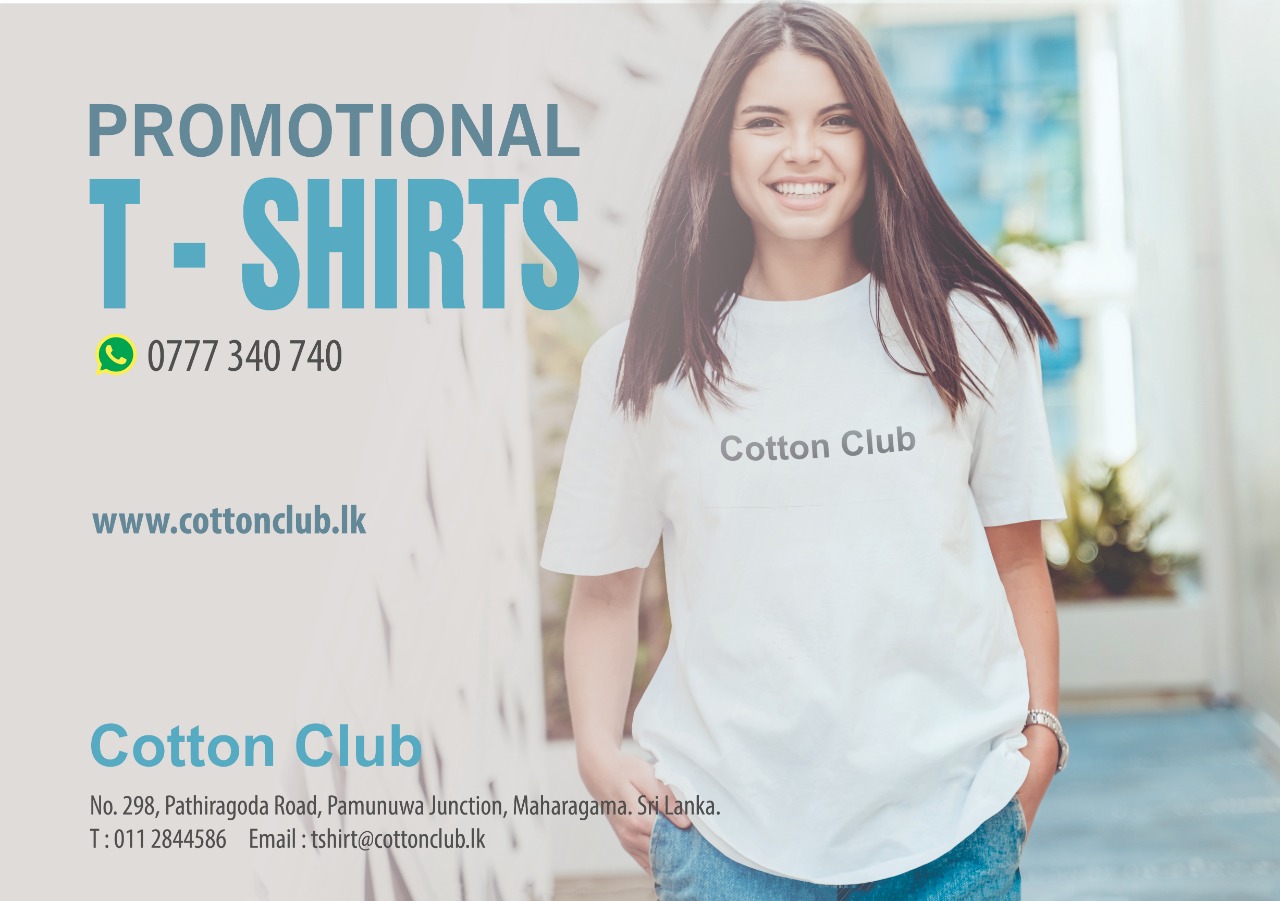 PROMOTIONAL
T - SHIRTS
0777 340 740
Cotton Club
www.cottonclub.lk
Cotton Club
No. 298, Pathiragoda Road, Pamunuwa Junction, Maharagama. Sri Lanka.
T : 011 2844586 Email : tshirt@cottonclub.lk